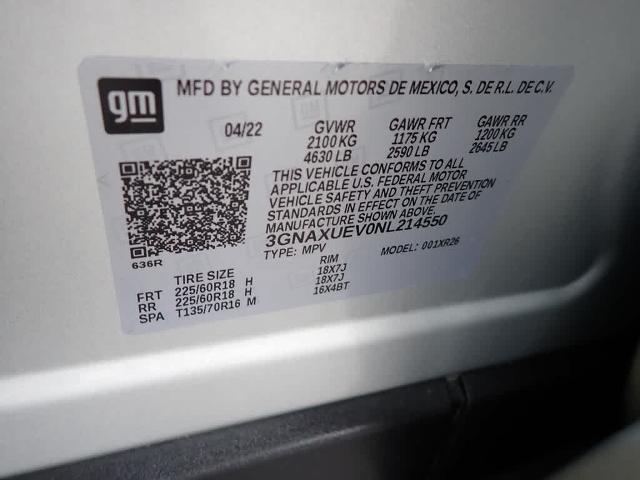 gm
MFD BY GENERAL MOTORS DE MEXICO, S. DE R.L. DE C.V.
04/22 GVWR GAWR FRT GAWR RR
2100 KG 1175 KG 1200 KG
4630 LB 2590 LB 2645 LB
THIS VEHICLE CONFORMS TO ALL
APPLICABLE U.S. FEDERAL MOTOR
VEHICLE SAFETY AND THEFT PREVENTION
STANDARDS IN EFFECT ON THE DATE OF
MANUFACTURE SHOWN ABOVE.
3GNAXUEV0NL214550
TYPE: MPV MODEL: 001XR26
636R
TIRE SIZE RIM
FRT 225/60R18 H 18X7J
RR 225/60R18 H 18X7J
SPA T135/70R16 M 16X4BT